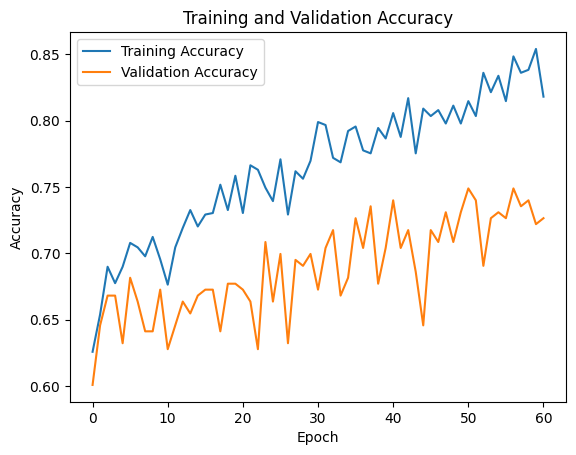 Training and Validation Accuracy
Training Accuracy
Validation Accuracy
Accuracy
0.85
0.80
0.75
0.70
0.65
0.60
0
10
20
30
40
50
60
Epoch